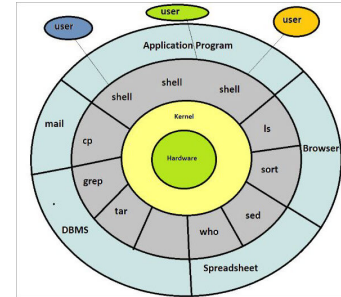 user
user
user
Application Program
shell
shell
shell
mail
Kernel
cp
ls
Hardware
Browser
grep
sort
tar
sed
DBMS
who
Spreadsheet